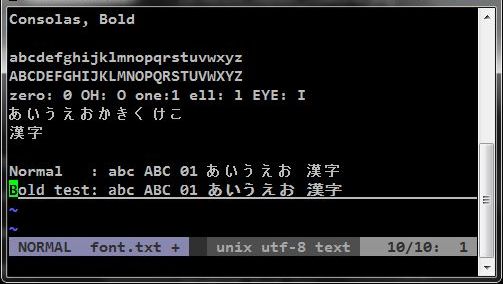 Consolas, Bold
abcdefghijklmnopqrstuvwxyz
ABCDEFGHIJKLMNOPQRSTUVWXYZ
zero: 0 OH: O one:1 ell: l EYE: I
あいうえおかきくけこ
漢字
Normal   : abc ABC 01 あいうえお 漢字
Bold test: abc ABC 01 あいうえお 漢字
~
~
NORMAL  font.txt +  unix utf-8 text  10/10:  1